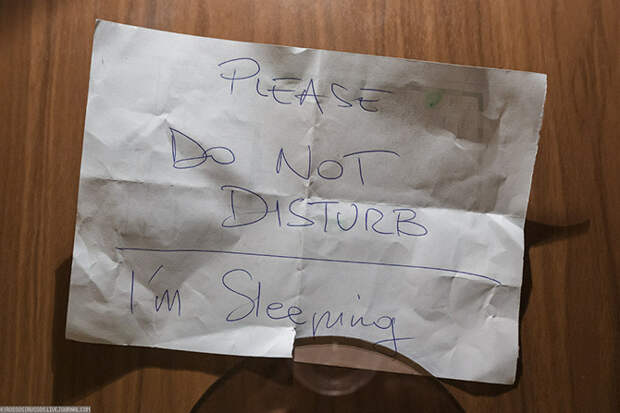 PLEASE
DO NOT
DISTURB
I'm Sleeping